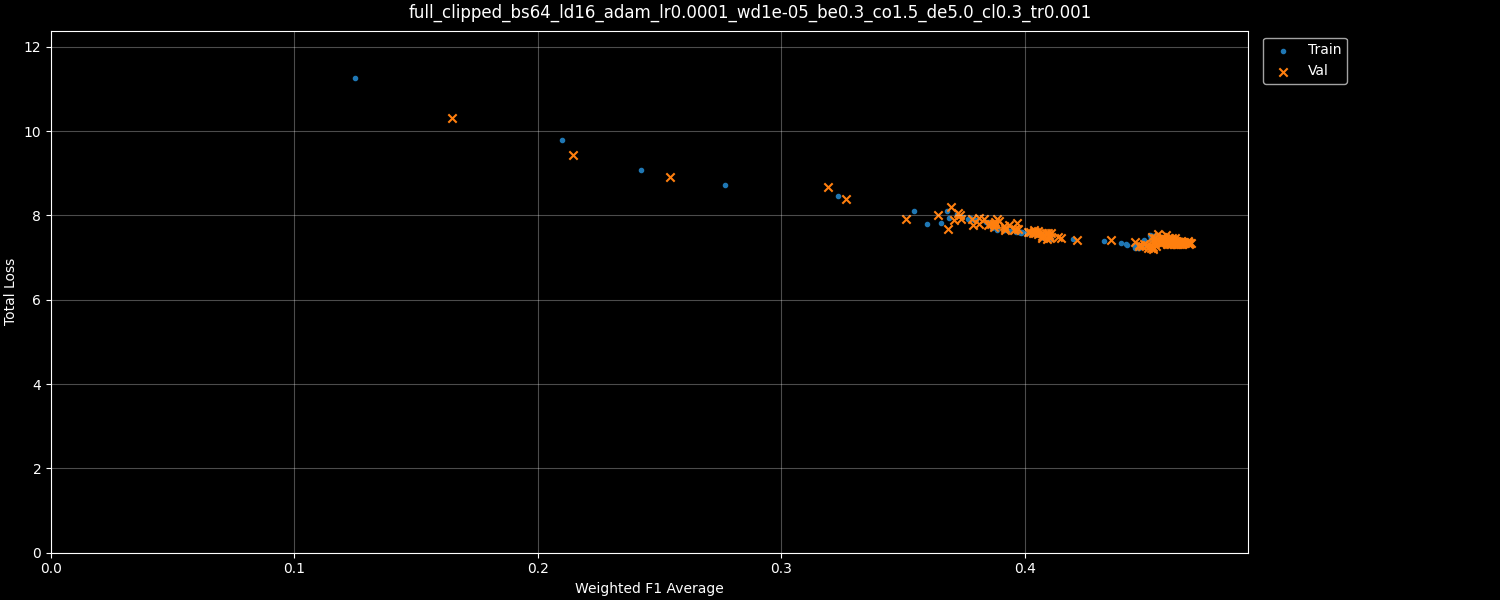 full_clipped_bs64_ld16_adam_lr0.0001_wd1e-05_be0.3_co1.5_de5.0_cl0.3_tr0.001
Train
Val
12
10
8
6
4
2
0
Total Loss
0.0 0.1 0.2 0.3 0.4
Weighted F1 Average